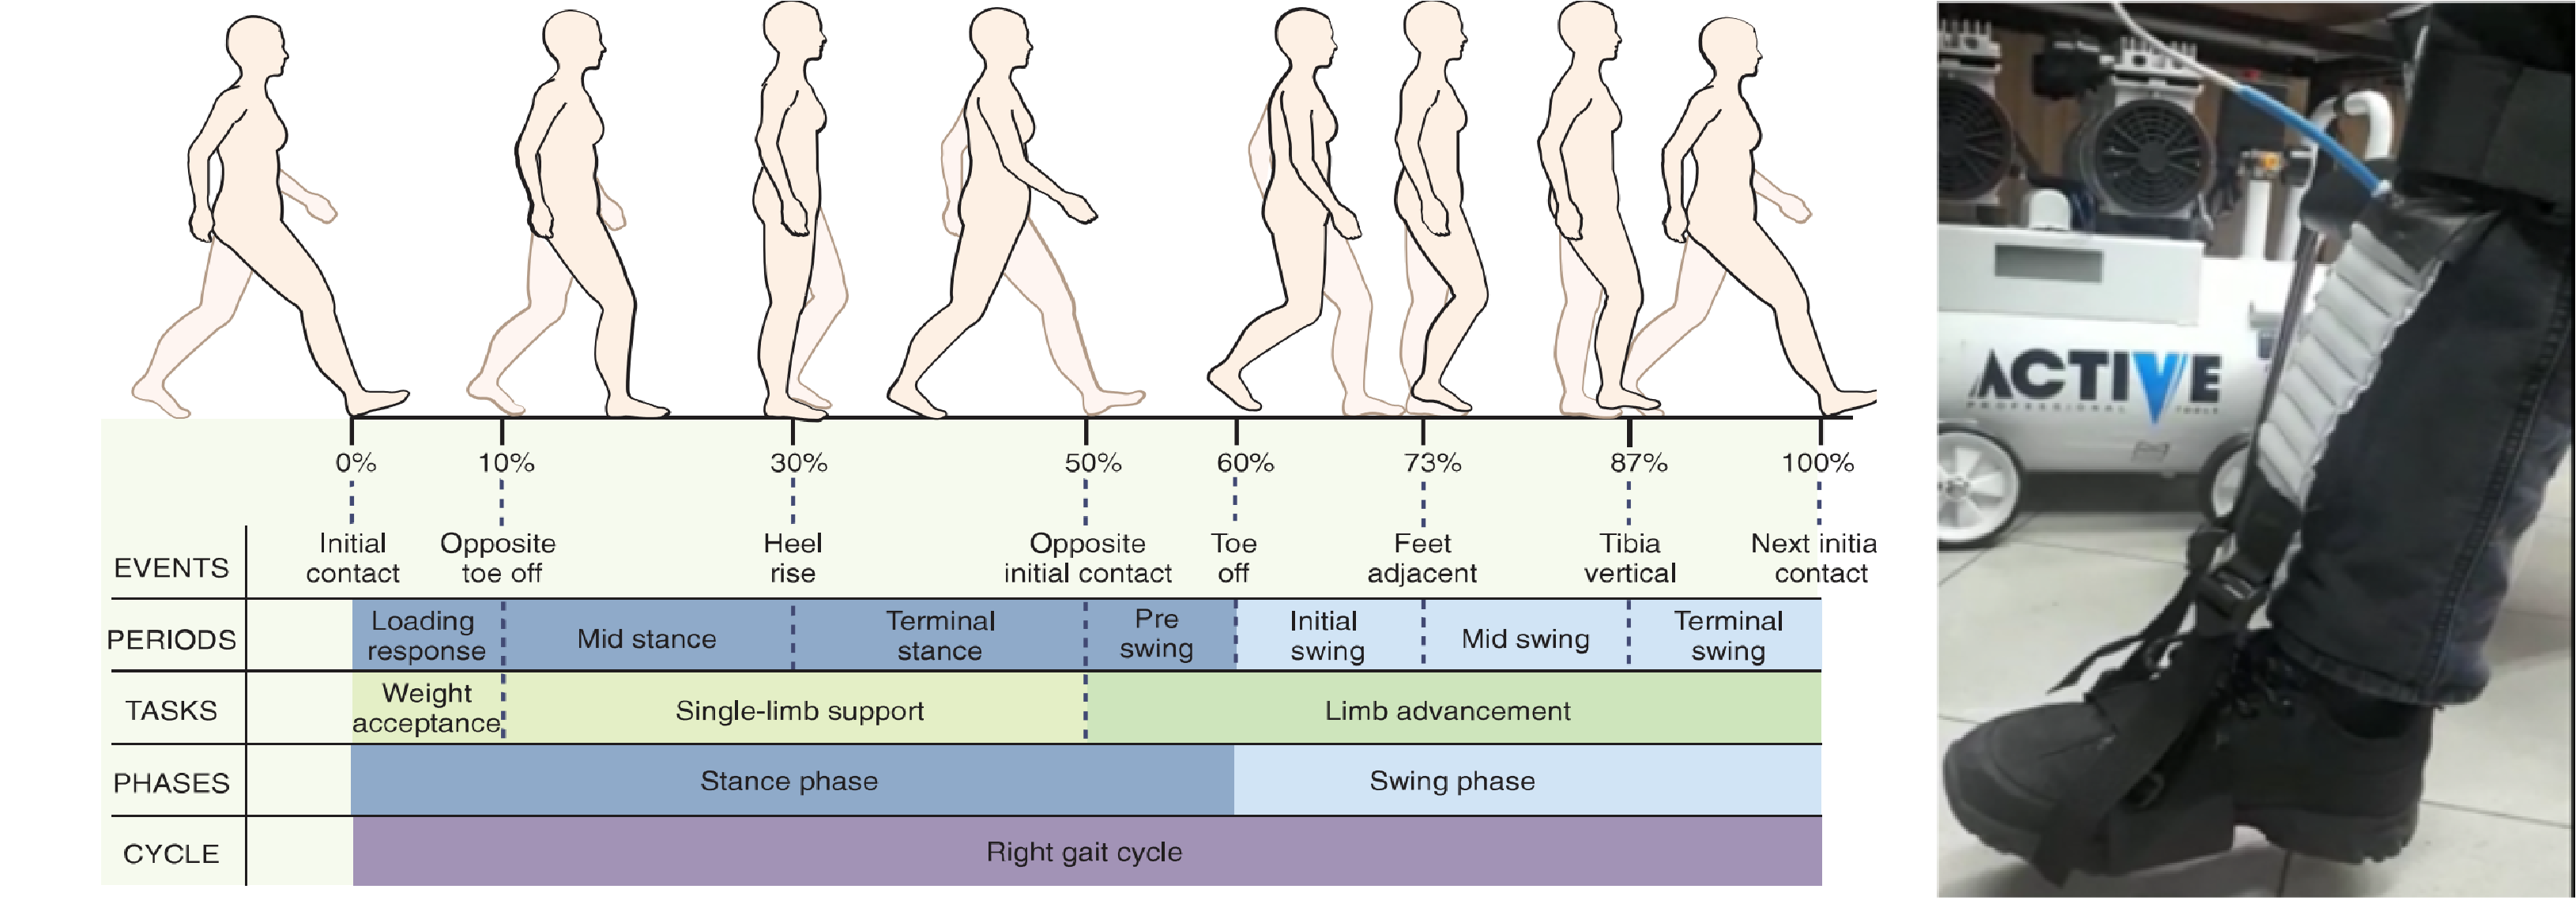 0% 10% 30% 50% 60% 73% 87% 100%
EVENTS
Initial
contact
Opposite
toe off
Heel
rise
Opposite
initial contact
Toe
off
Feet
adjacent
Tibia
vertical
Next initia
contact
PERIODS
Loading
response
Mid stance
Terminal
stance
Pre
swing
Initial
swing
Mid swing
Terminal
swing
TASKS
Weight
acceptance
Single-limb support
Limb advancement
PHASES
Stance phase
Swing phase
CYCLE
Right gait cycle
ACTIVE
PROFESSIONAL TOOLS